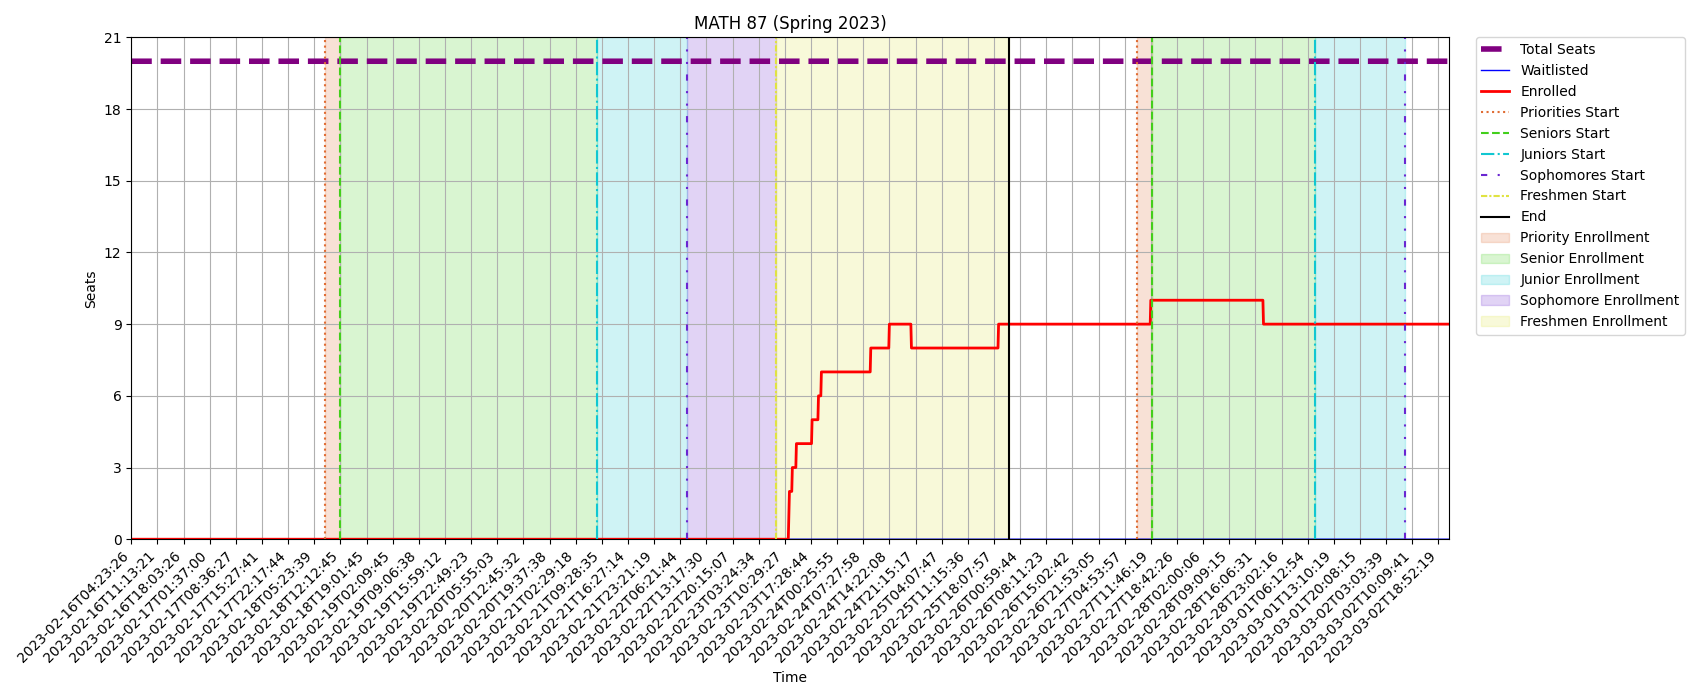 MATH 87 (Spring 2023)
21
18
15
12
9
6
3
0
Seats
2023-02-16T04:23:26
2023-02-16T11:13:21
2023-02-16T18:03:26
2023-02-17T01:37:00
2023-02-17T08:36:27
2023-02-17T15:27:41
2023-02-17T22:17:44
2023-02-18T05:23:39
2023-02-18T12:12:45
2023-02-18T19:01:45
2023-02-19T02:09:45
2023-02-19T09:06:38
2023-02-19T15:59:12
2023-02-19T22:49:23
2023-02-20T05:55:03
2023-02-20T12:45:32
2023-02-20T19:37:38
2023-02-21T02:29:18
2023-02-21T09:28:35
2023-02-21T16:27:14
2023-02-21T23:21:19
2023-02-22T06:21:44
2023-02-22T13:17:30
2023-02-22T20:15:07
2023-02-23T03:24:34
2023-02-23T10:29:27
2023-02-23T17:28:44
2023-02-24T00:25:55
2023-02-24T07:27:58
2023-02-24T14:22:08
2023-02-24T21:15:17
2023-02-25T04:07:47
2023-02-25T11:15:36
2023-02-25T18:07:57
2023-02-26T00:59:44
2023-02-26T08:11:23
2023-02-26T15:02:42
2023-02-26T21:53:05
2023-02-27T04:53:57
2023-02-27T11:46:19
2023-02-27T18:42:26
2023-02-28T02:00:06
2023-02-28T09:09:15
2023-02-28T16:06:31
2023-02-28T23:02:16
2023-03-01T06:12:54
2023-03-01T13:10:19
2023-03-01T20:08:15
2023-03-02T03:03:39
2023-03-02T10:09:41
2023-03-02T18:52:19
Time
Total Seats
Waitlisted
Enrolled
Priorities Start
Seniors Start
Juniors Start
Sophomores Start
Freshmen Start
End
Priority Enrollment
Senior Enrollment
Junior Enrollment
Sophomore Enrollment
Freshmen Enrollment